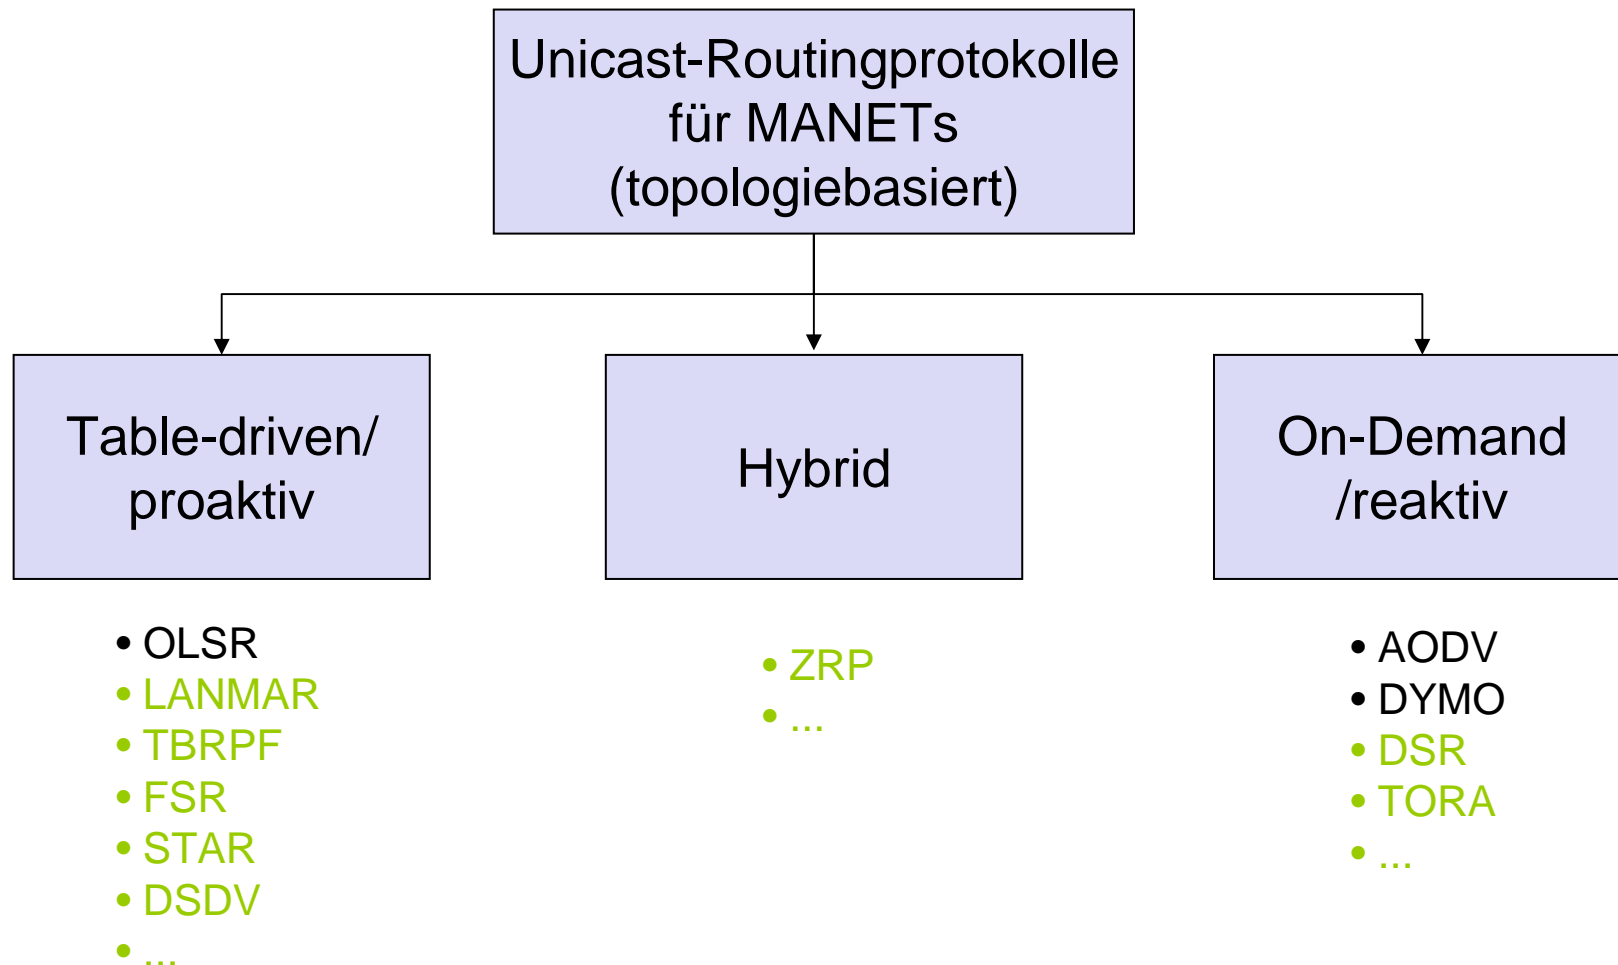 Unicast-Routingprotokolle
für MANETs
(topologiebasiert)
Table-driven/
proaktiv
Hybrid
On-Demand
/reaktiv
• OLSR
• LANMAR
• TBRPF
• FSR
• STAR
• DSDV
• ...
• ZRP
• ...
• AODV
• DYMO
• DSR
• TORA
• ...